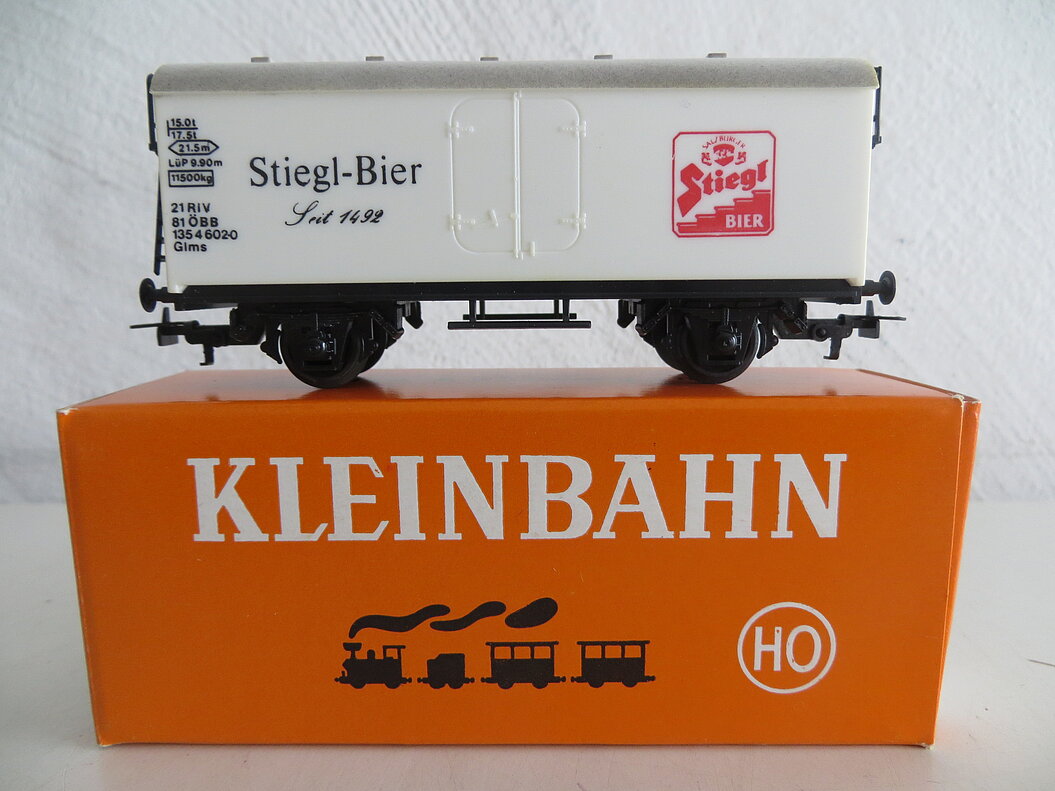 15.0t
17.5t
21.5m
LüP 9.90m
11500kg
21 RIV
81 ÖBB
135 4 602-0
Glms
Stiegl-Bier
Seit 1492
SALZBURGER
Stiegl
BIER
KLEINBAHN
HO